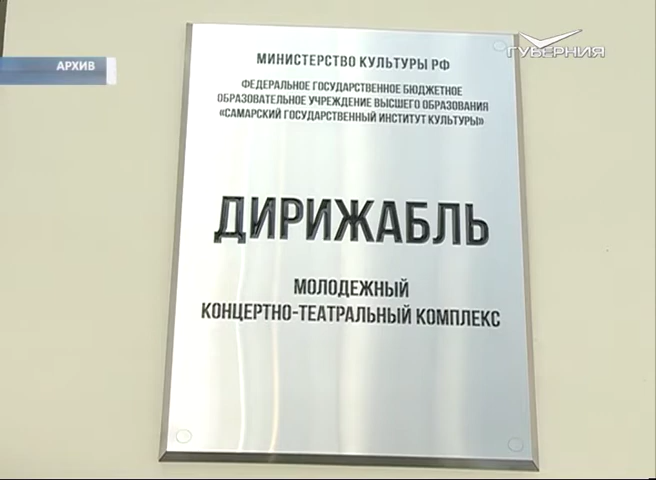 АРХИВ
ГУБЕРНИЯ
МИНИСТЕРСТВО КУЛЬТУРЫ РФ
ФЕДЕРАЛЬНОЕ ГОСУДАРСТВЕННОЕ БЮДЖЕТНОЕ
ОБРАЗОВАТЕЛЬНОЕ УЧРЕЖДЕНИЕ ВЫСШЕГО ОБРАЗОВАНИЯ
«САМАРСКИЙ ГОСУДАРСТВЕННЫЙ ИНСТИТУТ КУЛЬТУРЫ»
ДИРИЖАБЛЬ
МОЛОДЕЖНЫЙ
КОНЦЕРТНО-ТЕАТРАЛЬНЫЙ КОМПЛЕКС